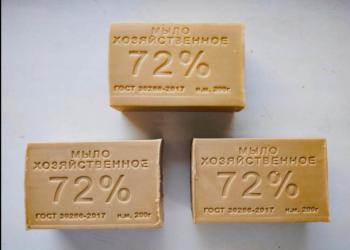 МЫЛО
ХОЗЯЙСТВЕННОЕ
72%
ГОСТ 30266-2017 н.м. 200г
МЫЛО
ХОЗЯЙСТВЕННОЕ
72%
ГОСТ 30266-2017 н.м. 200г
МЫЛО
ХОЗЯЙСТВЕННОЕ
72%
ГОСТ 30266-2017 н.м. 200г